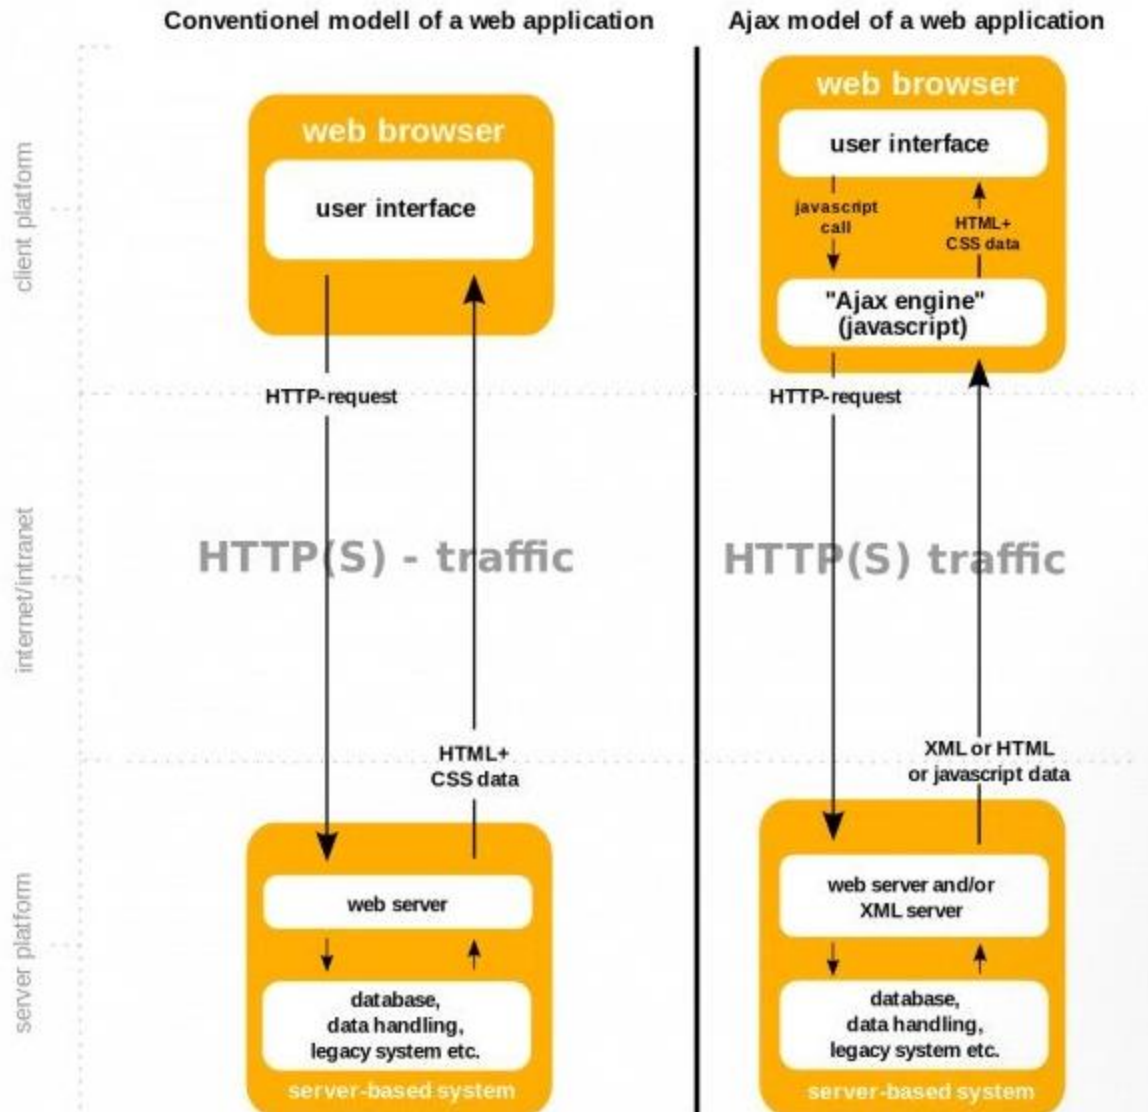 Conventionel modell of a web application
web browser
user interface
HTTP-request
HTTP(S) - traffic
HTML+
CSS data
web server
database,
data handling,
legacy system etc.
server-based system
Ajax model of a web application
web browser
user interface
javascript
call
HTML+
CSS data
"Ajax engine"
(javascript)
HTTP-request
HTTP(S) traffic
XML or HTML
or javascript data
web server and/or
XML server
database,
data handling,
legacy system etc.
server-based system
client platform
internet/intranet
server platform